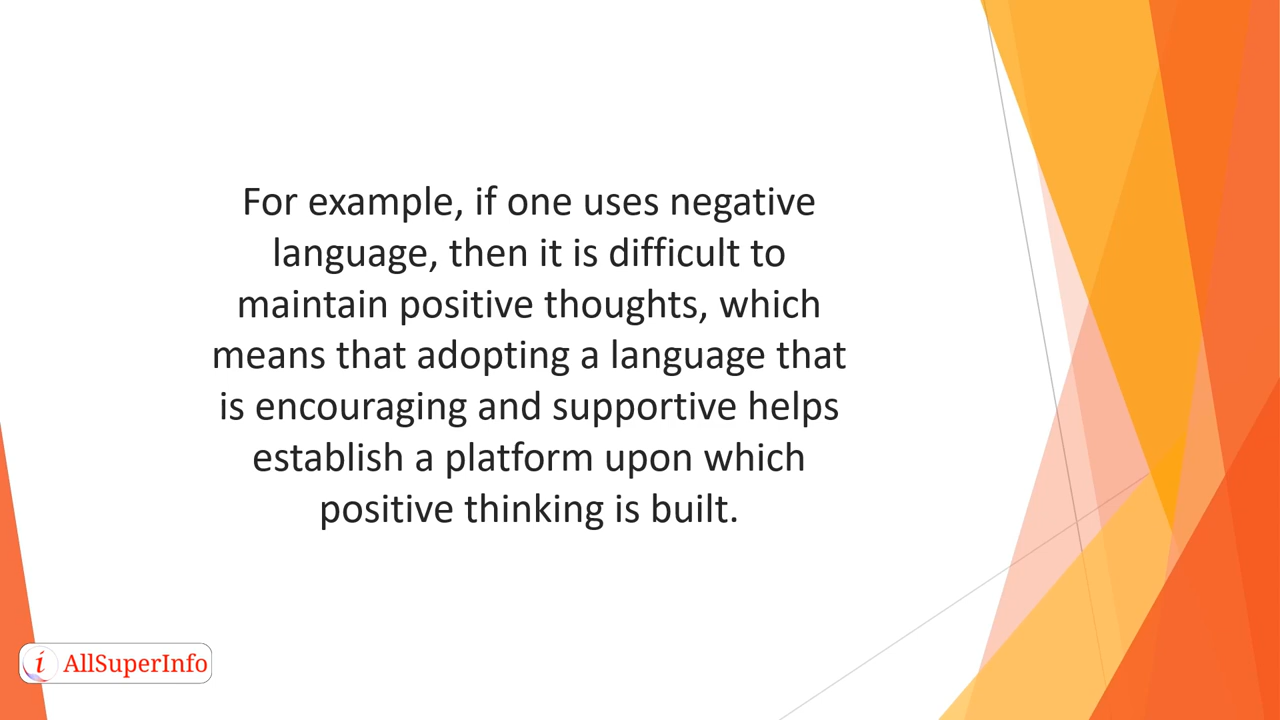 For example, if one uses negative
language, then it is difficult to
maintain positive thoughts, which
means that adopting a language that
is encouraging and supportive helps
establish a platform upon which
positive thinking is built.
i AllSuperInfo